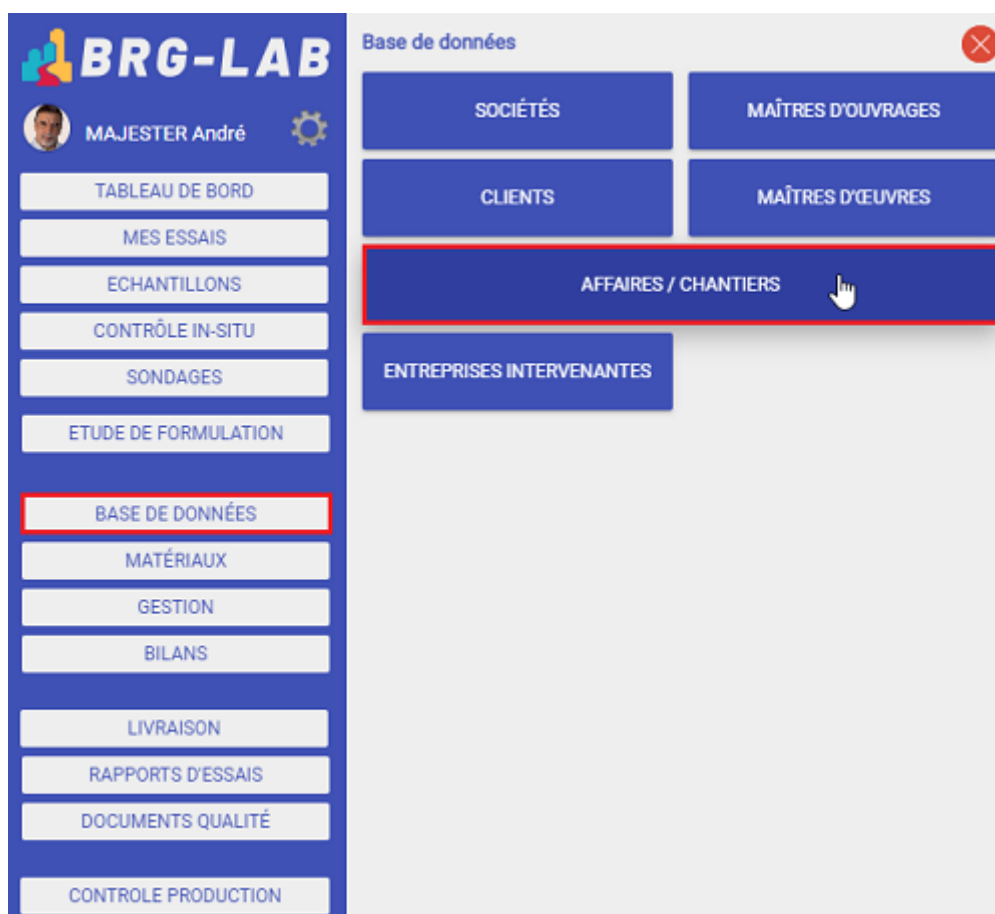 BRG-LAB
MAJESTER André
TABLEAU DE BORD
MES ESSAIS
ECHANTILLONS
CONTRÔLE IN-SITU
SONDAGES
ETUDE DE FORMULATION
BASE DE DONNÉES
MATÉRIAUX
GESTION
BILANS
LIVRAISON
RAPPORTS D'ESSAIS
DOCUMENTS QUALITÉ
CONTROLE PRODUCTION
Base de données
SOCIÉTÉS
MAÎTRES D'OUVRAGES
CLIENTS
MAÎTRES D'ŒUVRES
AFFAIRES / CHANTIERS
ENTREPRISES INTERVENANTES